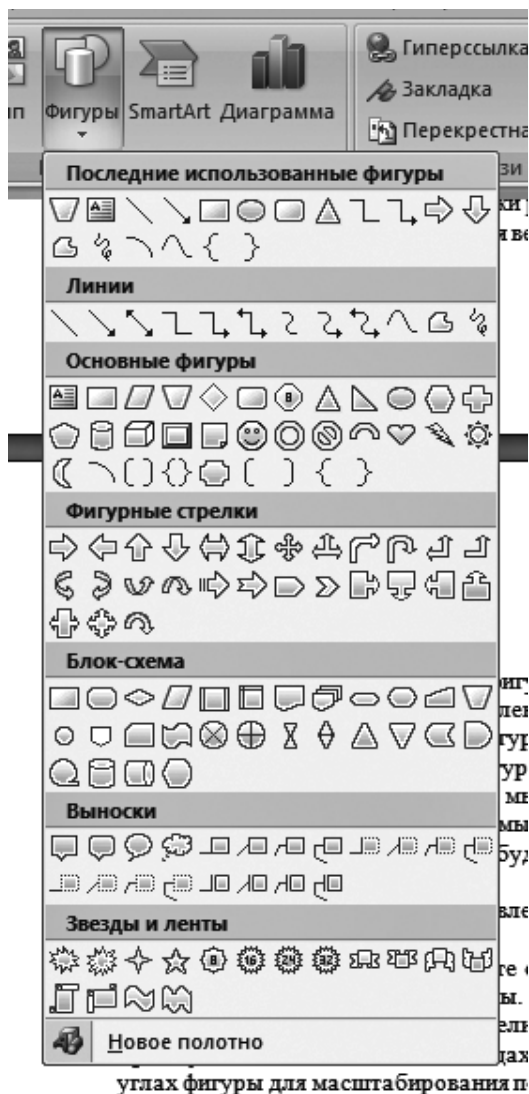 Гиперссылка
Закладка
Фигуры SmartArt Диаграмма
Последние использованные фигуры
Линии
Основные фигуры
Фигурные стрелки
Блок-схема
Выноски
Звезды и ленты
Новое полотно
углах фигуры для масштабирования